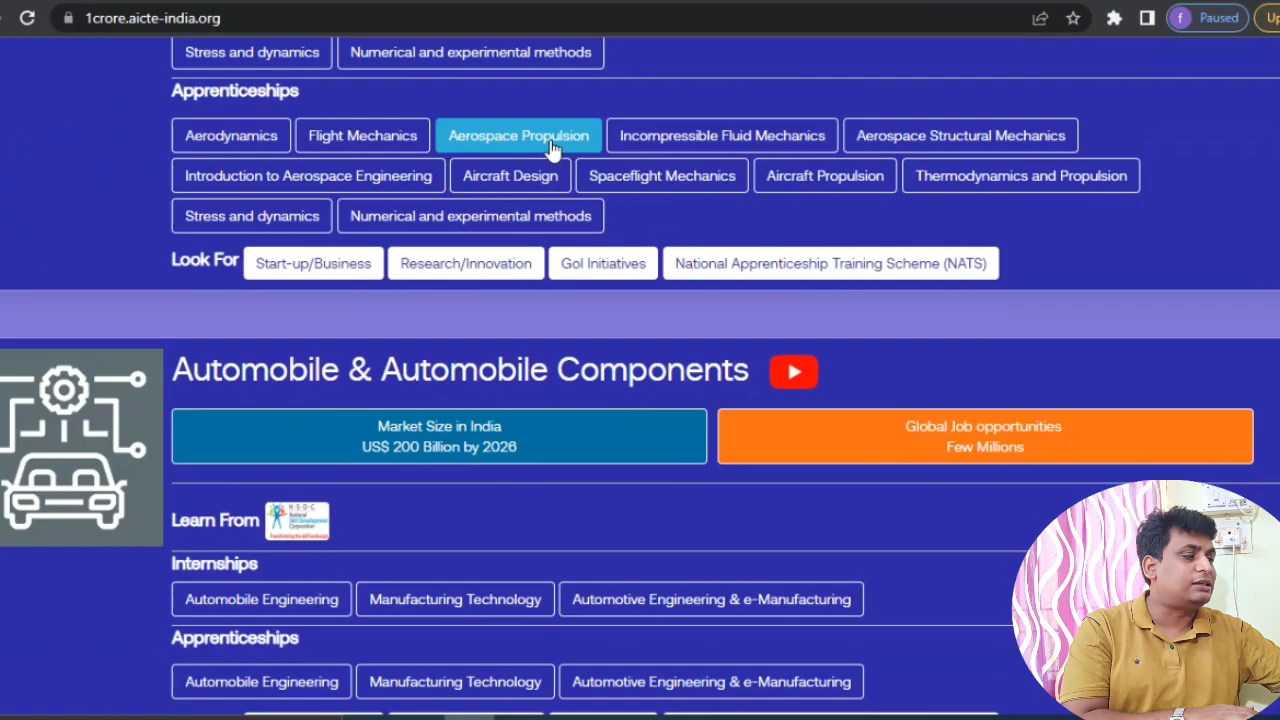 1crore.aicte-india.org
f Paused
Stress and dynamics Numerical and experimental methods
Apprenticeships
Aerodynamics Flight Mechanics Aerospace Propulsion Incompressible Fluid Mechanics Aerospace Structural Mechanics
Introduction to Aerospace Engineering Aircraft Design Spaceflight Mechanics Aircraft Propulsion Thermodynamics and Propulsion
Stress and dynamics Numerical and experimental methods
Look For Start-up/Business Research/Innovation GoI Initiatives National Apprenticeship Training Scheme (NATS)
Automobile & Automobile Components
Market Size in India
US$ 200 Billion by 2026
Global Job opportunities
Few Millions
Learn From
N·S·D·C
National
Skill Development
Corporation
Internships
Automobile Engineering Manufacturing Technology Automotive Engineering & e-Manufacturing
Apprenticeships
Automobile Engineering Manufacturing Technology Automotive Engineering & e-Manufacturing